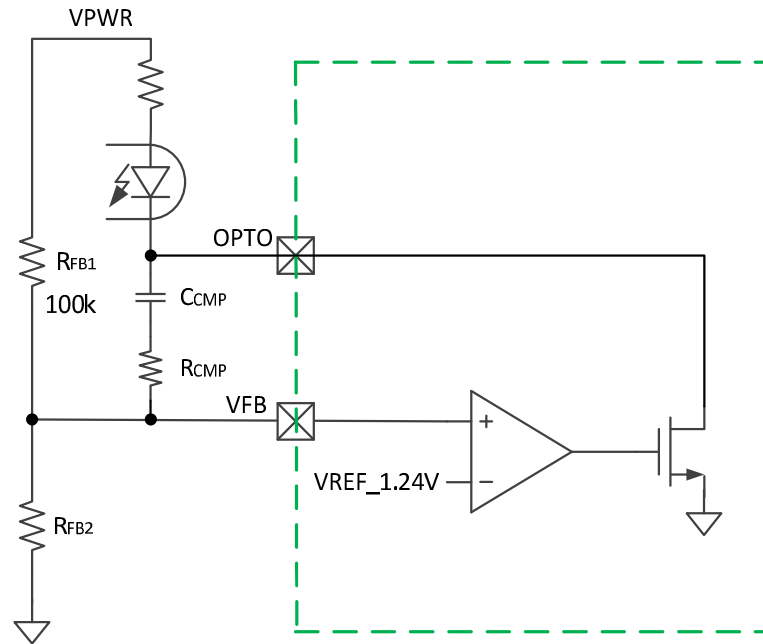 VPWR
OPTO
RFB1
100k
CCMP
RCMP
VFB
+
VREF_1.24V
−
RFB2